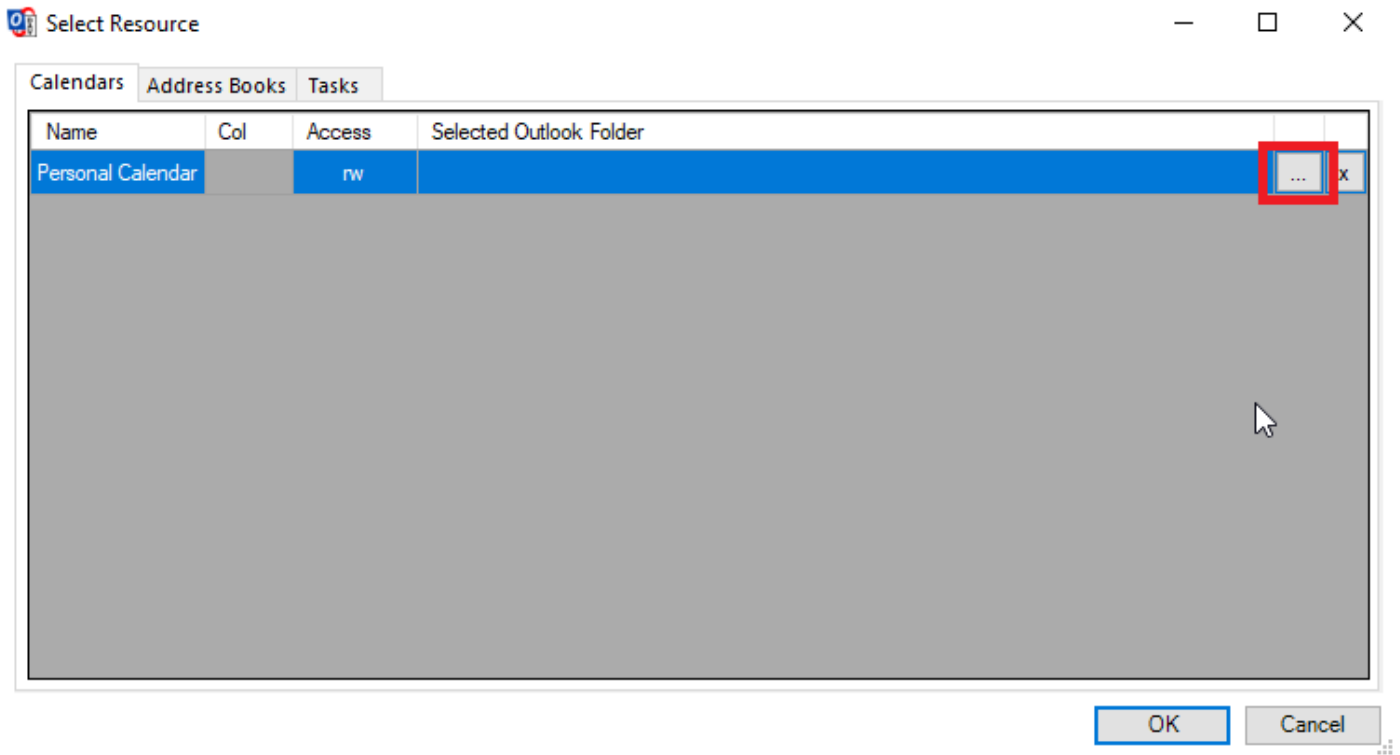 Select Resource
Calendars Address Books Tasks
Name Col Access Selected Outlook Folder
Personal Calendar rw ... x
OK Cancel